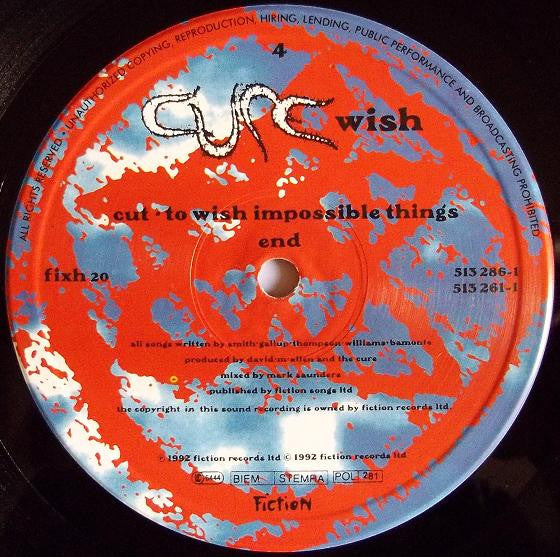 ALL RIGHTS RESERVED · UNAUTHORIZED COPYING, REPRODUCTION, HIRING, LENDING, PUBLIC PERFORMANCE AND BROADCASTING PROHIBITED
4
CURE wish
cut · to wish impossible things
end
fixh 20
513 286-1
513 261-1
all songs written by smith·gallup·thompson·williams·bamonte
produced by david·m·allen and the cure
mixed by mark saunders
published by fiction songs ltd
the copyright in this sound recording is owned by fiction records ltd.
℗ 1992 fiction records ltd © 1992 fiction records ltd
BIEM STEMRA POL 281
FICTION